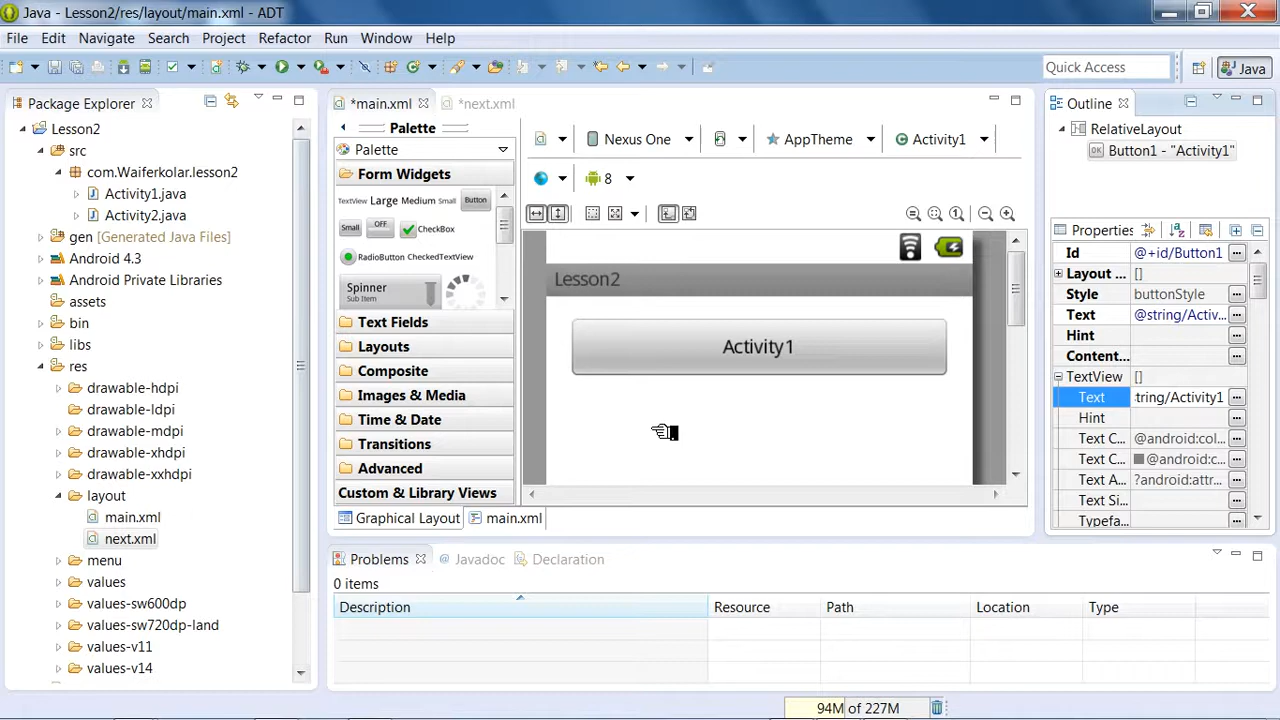 Java - Lesson2/res/layout/main.xml - ADT
File Edit Navigate Search Project Refactor Run Window Help
Quick Access
Java
Package Explorer
Lesson2
src
com.Waiferkolar.lesson2
Activity1.java
Activity2.java
gen [Generated Java Files]
Android 4.3
Android Private Libraries
assets
bin
libs
res
drawable-hdpi
drawable-ldpi
drawable-mdpi
drawable-xhdpi
drawable-xxhdpi
layout
main.xml
next.xml
menu
values
values-sw600dp
values-sw720dp-land
values-v11
values-v14
*main.xml
*next.xml
Palette
Palette
Form Widgets
TextView Large Medium Small Button
Small OFF CheckBox
RadioButton CheckedTextView
Spinner
Sub Item
Text Fields
Layouts
Composite
Images & Media
Time & Date
Transitions
Advanced
Custom & Library Views
Graphical Layout
main.xml
Nexus One
AppTheme
Activity1
8
Lesson2
Activity1
Outline
RelativeLayout
OK Button1 - "Activity1"
Properties
Id @+id/Button1
Layout ... []
Style buttonStyle
Text @string/Activ...
Hint
Conten...
TextView []
Text tring/Activity1
Hint
Text C... @android:col...
Text C... @android:c...
Text A... ?android:attr...
Text Si...
Typefa...
Problems
@ Javadoc
Declaration
0 items
Description Resource Path Location Type
94M of 227M